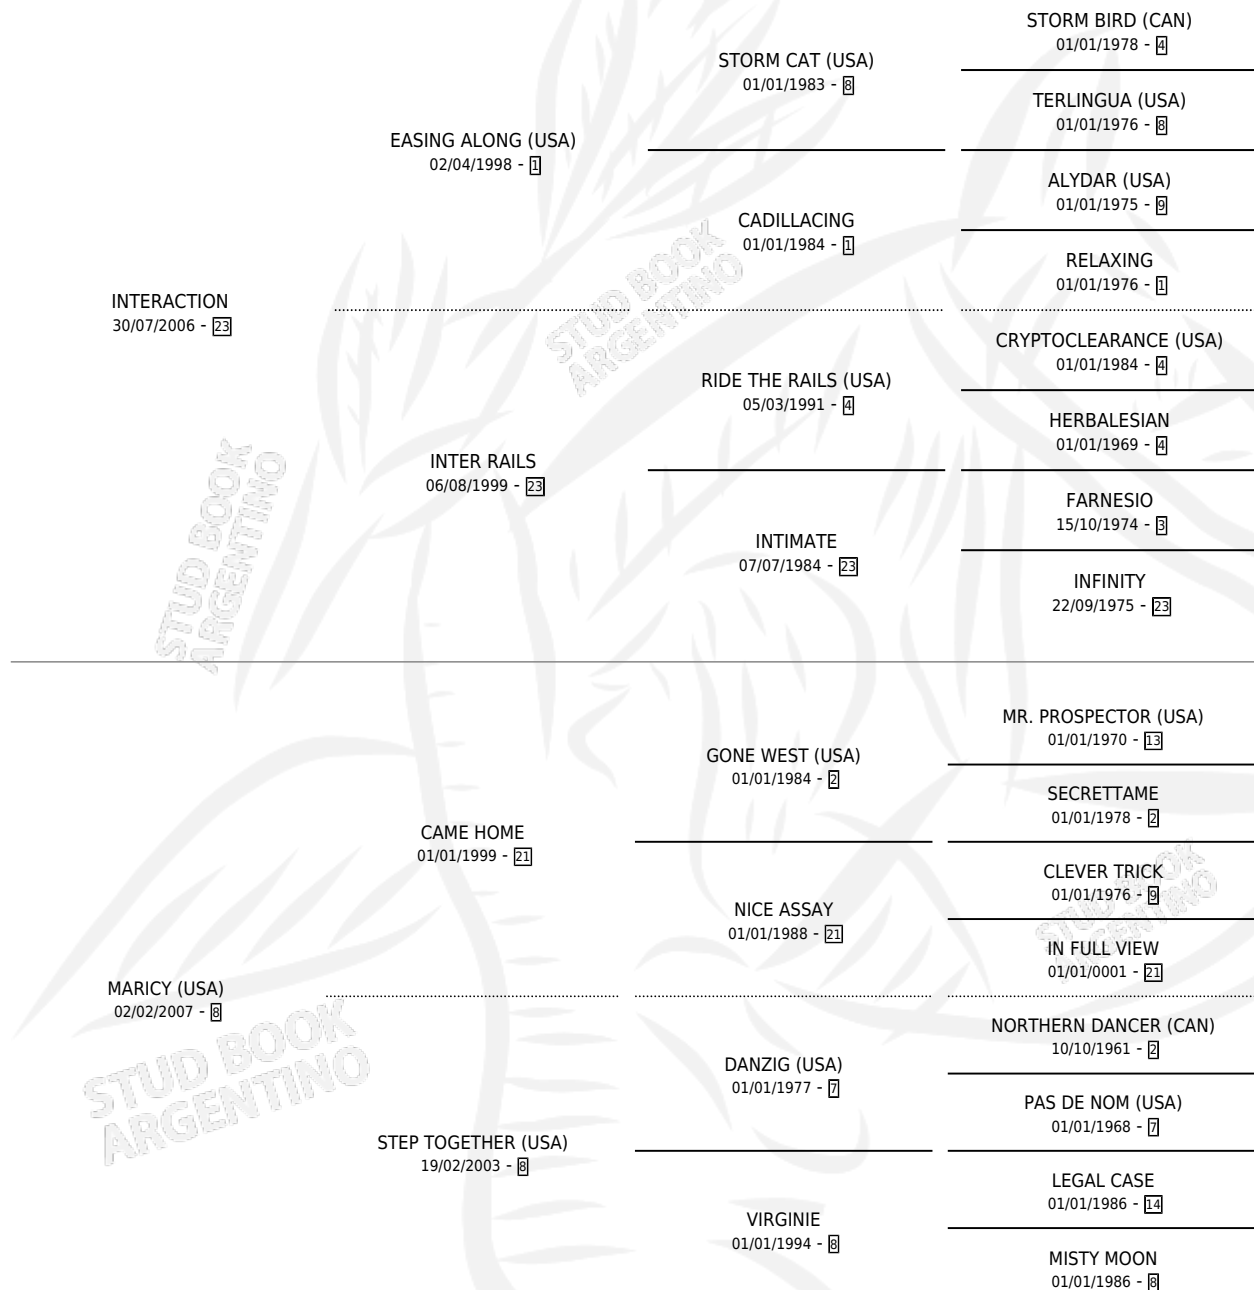 STORM BIRD (CAN)
01/01/1978 - 4
STORM CAT (USA)
01/01/1983 - 8
TERLINGUA (USA)
01/01/1976 - 8
EASING ALONG (USA)
02/04/1998 - 1
ALYDAR (USA)
01/01/1975 - 9
CADILLACING
01/01/1984 - 1
RELAXING
01/01/1976 - 1
INTERACTION
30/07/2006 - 23
CRYPTOCLEARANCE (USA)
01/01/1984 - 4
RIDE THE RAILS (USA)
05/03/1991 - 4
HERBALESIAN
01/01/1969 - 4
INTER RAILS
06/08/1999 - 23
FARNESIO
15/10/1974 - 3
INTIMATE
07/07/1984 - 23
INFINITY
22/09/1975 - 23
MR. PROSPECTOR (USA)
01/01/1970 - 13
GONE WEST (USA)
01/01/1984 - 2
SECRETTAME
01/01/1978 - 2
CAME HOME
01/01/1999 - 21
CLEVER TRICK
01/01/1976 - 9
NICE ASSAY
01/01/1988 - 21
IN FULL VIEW
01/01/0001 - 21
MARICY (USA)
02/02/2007 - 8
NORTHERN DANCER (CAN)
10/10/1961 - 2
DANZIG (USA)
01/01/1977 - 7
PAS DE NOM (USA)
01/01/1968 - 7
STEP TOGETHER (USA)
19/02/2003 - 8
LEGAL CASE
01/01/1986 - 14
VIRGINIE
01/01/1994 - 8
MISTY MOON
01/01/1986 - 8
STUD BOOK
ARGENTINO
STUD BOOK
ARGENTINO
STUD BOOK
ARGENTINO
STUD BOOK
ARGENTINO